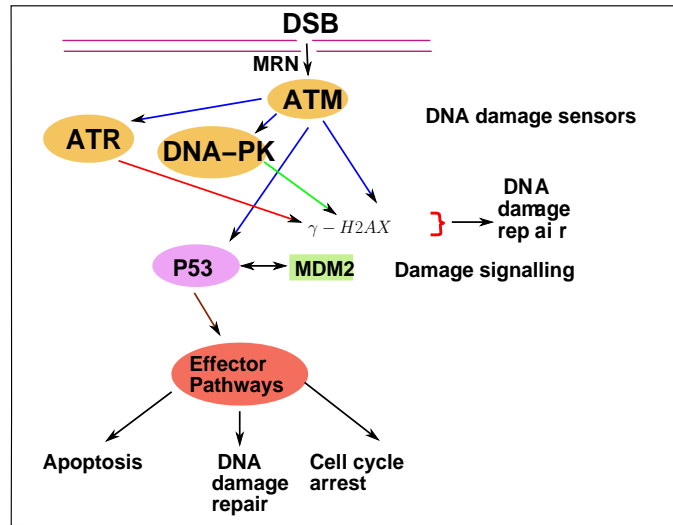 DSB
MRN
ATM
DNA damage sensors
ATR
DNA–PK
DNA
damage
rep ai r
γ − H2AX
}
P53
MDM2
Damage signalling
Effector
Pathways
Apoptosis
DNA
damage
repair
Cell cycle
arrest